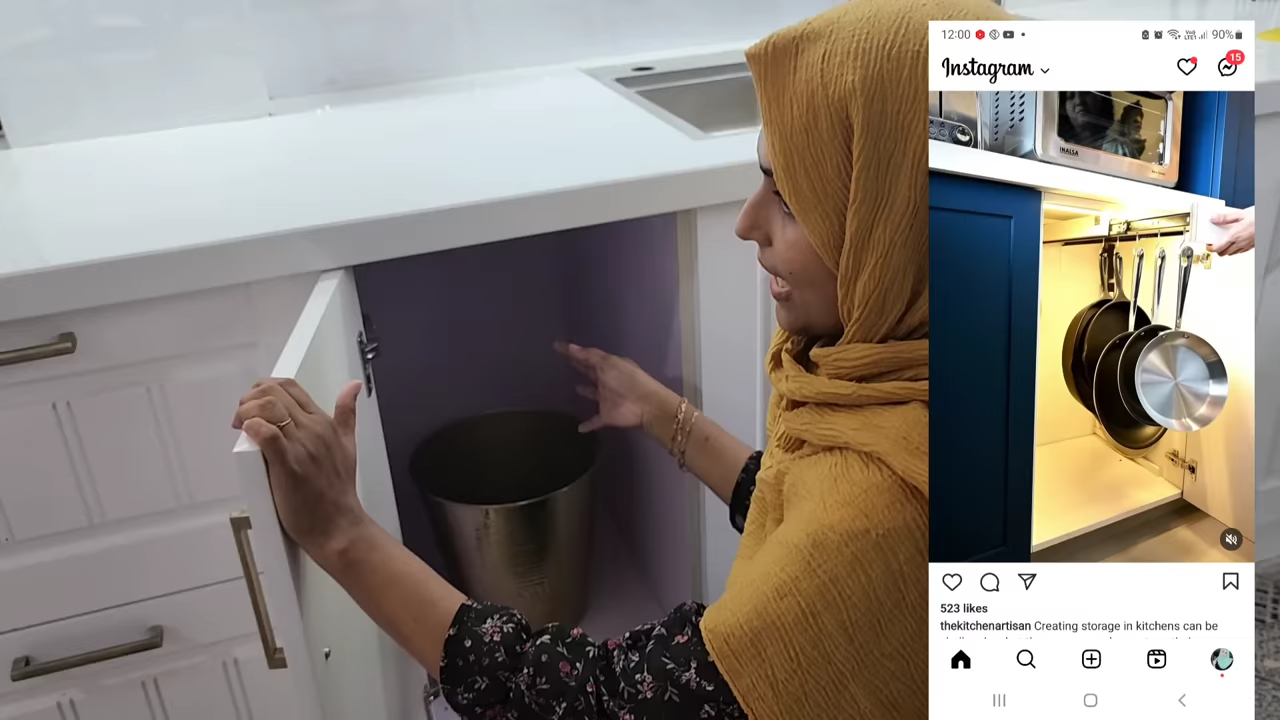 12:00
90%
Instagram
15
INALSA
523 likes
thekitchenartisan Creating storage in kitchens can be